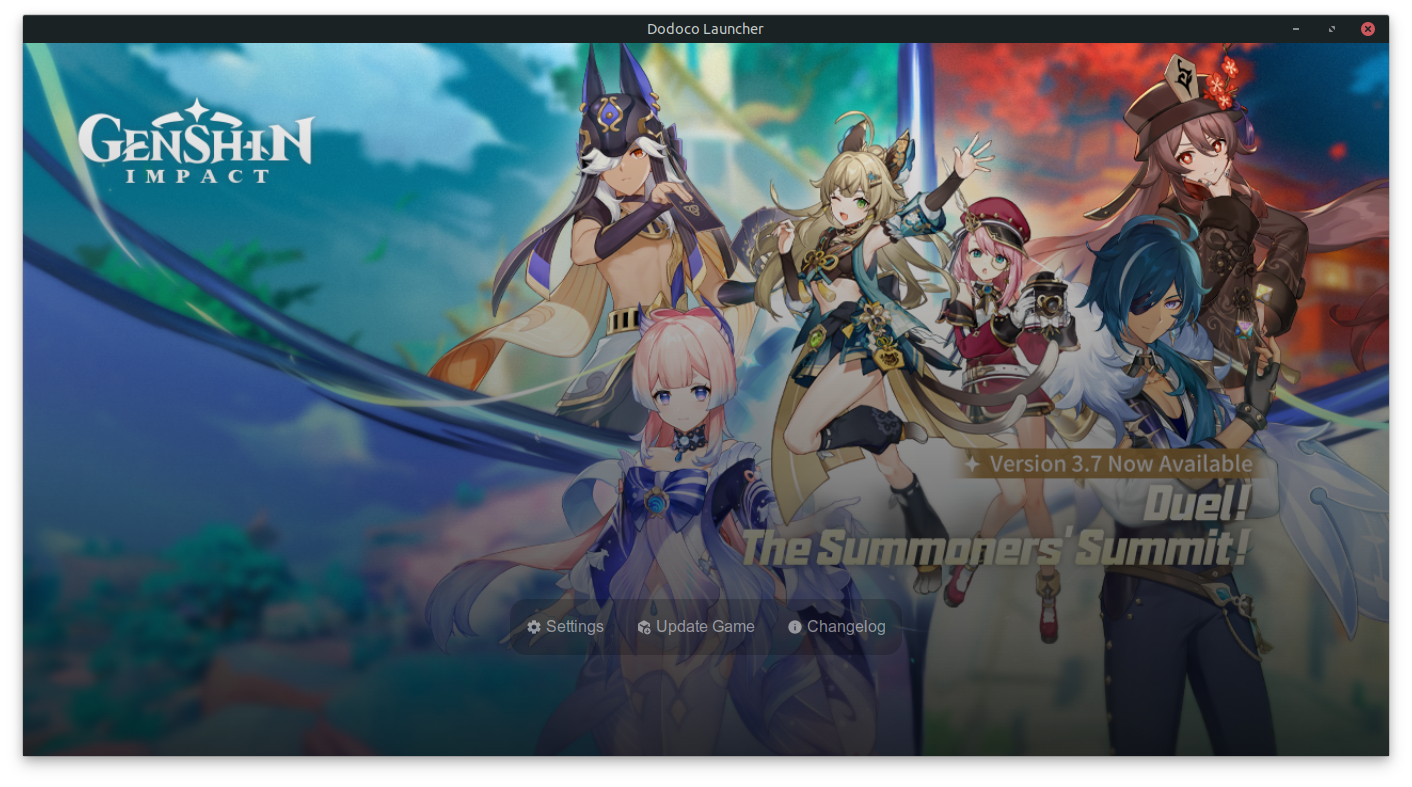 Dodoco Launcher
GENSHIN
IMPACT
Version 3.7 Now Available
Duel!
The Summoners' Summit!
Settings
Update Game
Changelog